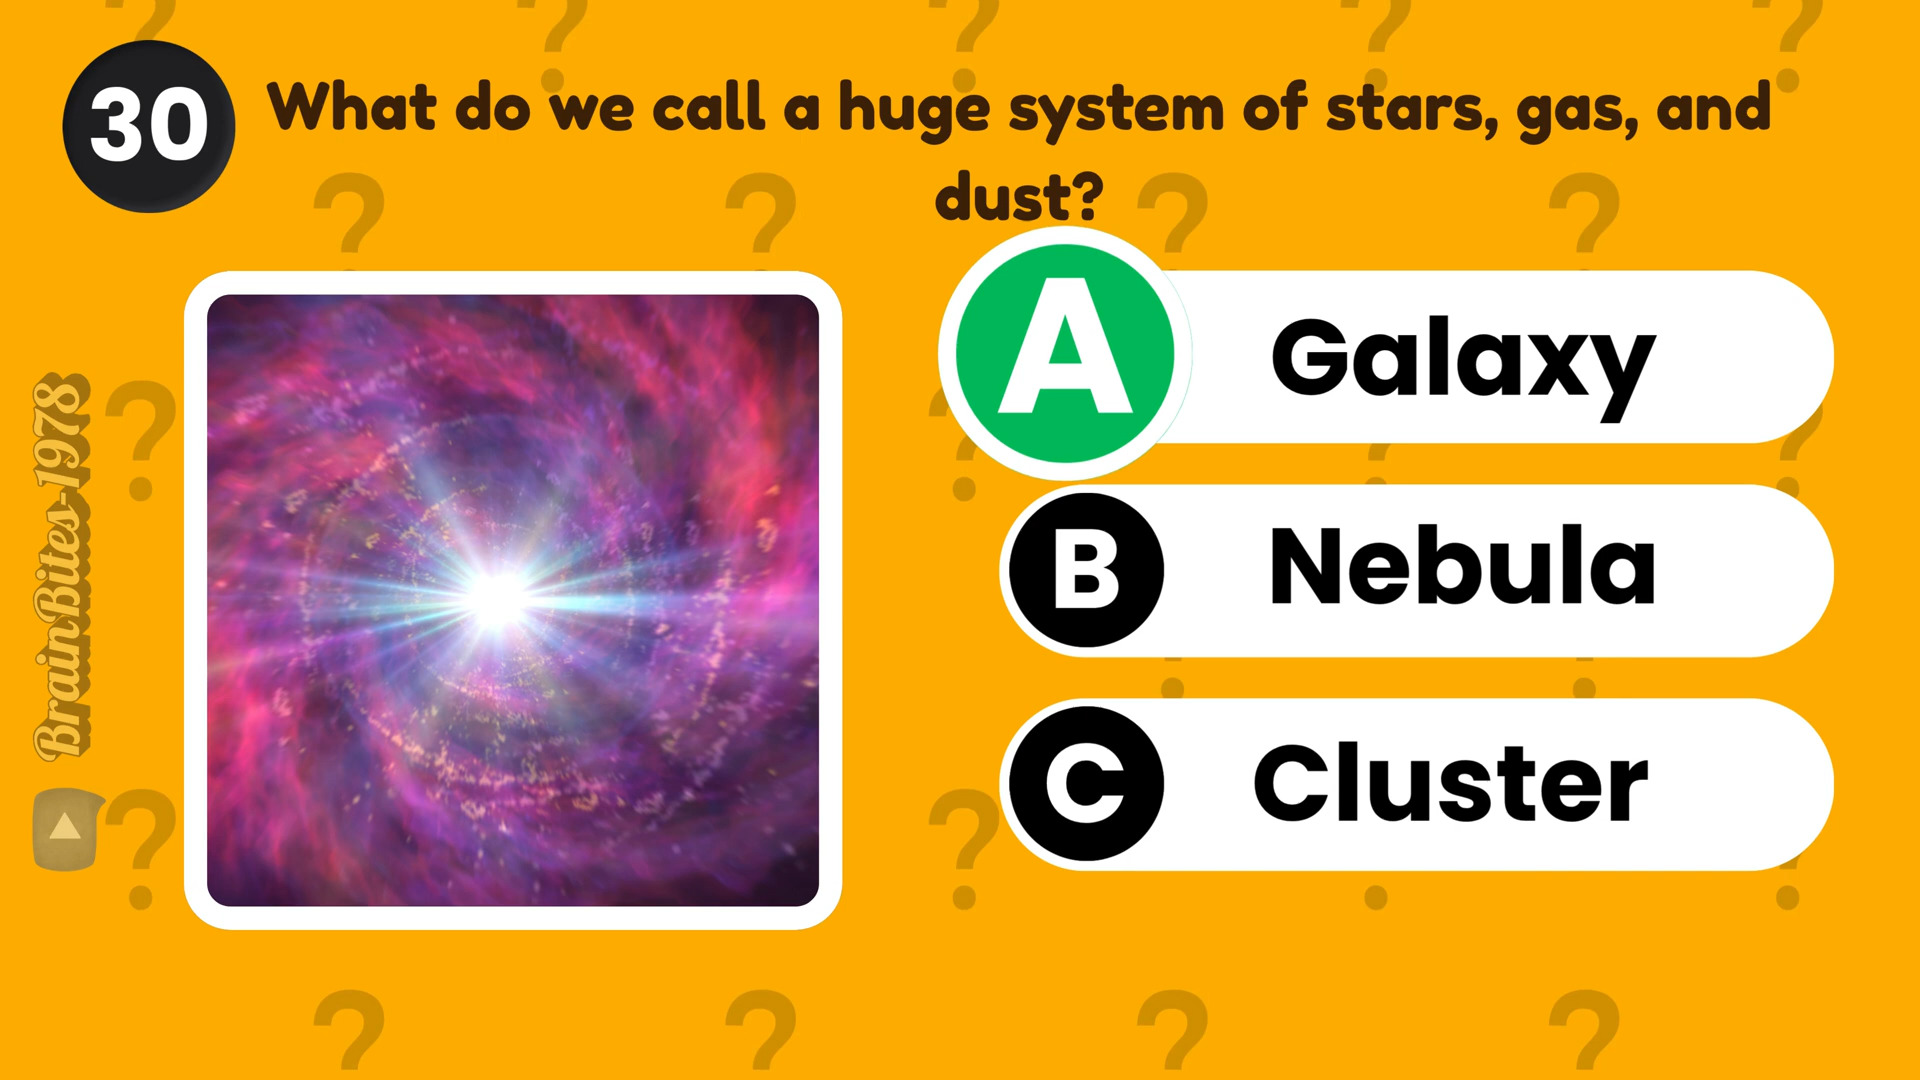 30
What do we call a huge system of stars, gas, and
dust?
A
Galaxy
B
Nebula
C
Cluster
BrainBites-1978